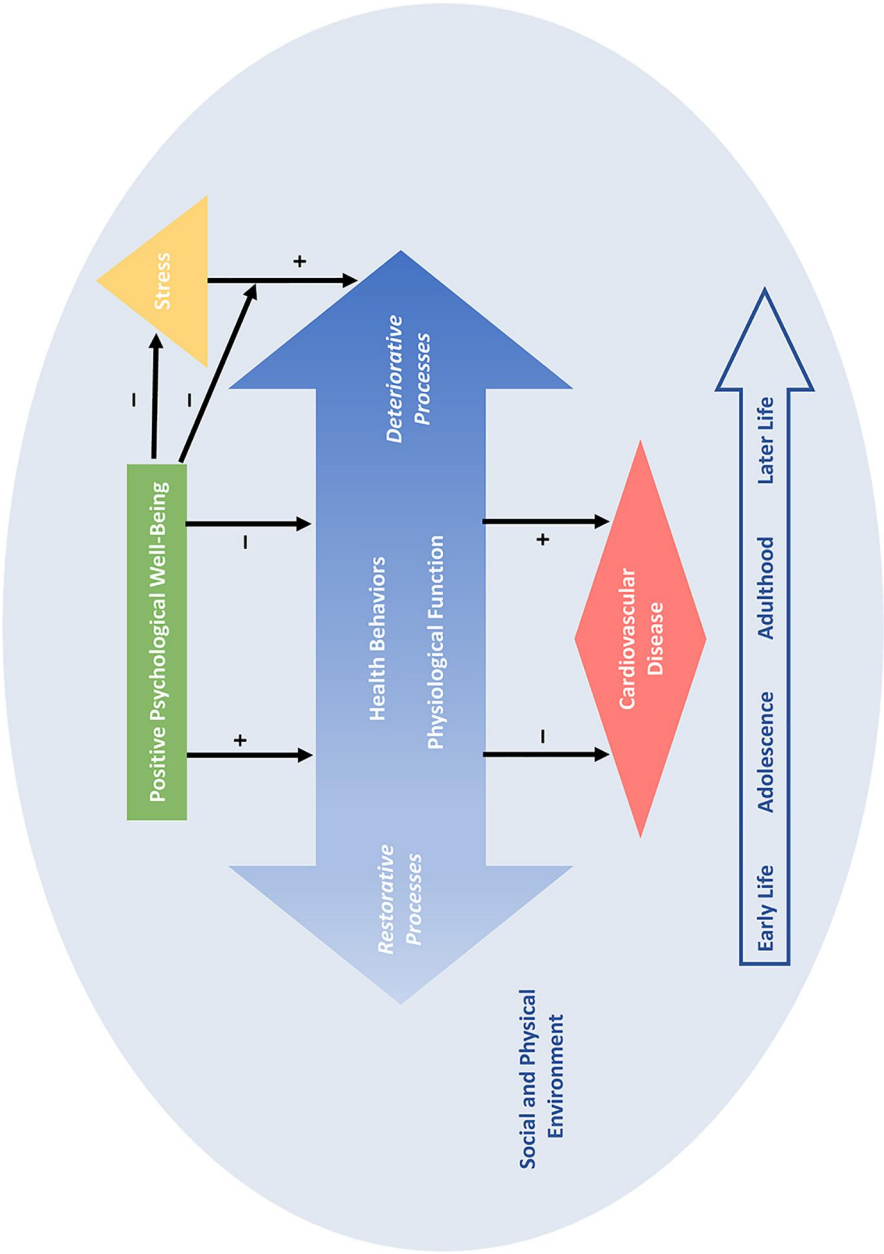 Positive Psychological Well-Being
Stress
–
–
+
–
+
Restorative
Processes
Health Behaviors
Physiological Function
Deteriorative
Processes
–
+
Cardiovascular
Disease
Social and Physical
Environment
Early Life Adolescence Adulthood Later Life